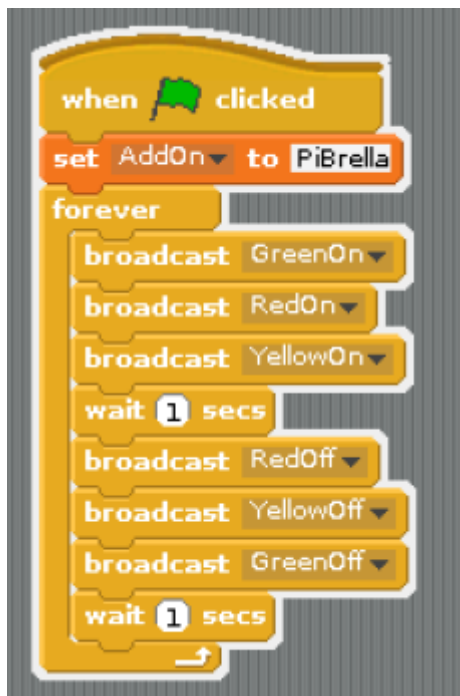 when clicked
set AddOn to PiBrella
forever
broadcast GreenOn
broadcast RedOn
broadcast YellowOn
wait 1 secs
broadcast RedOff
broadcast YellowOff
broadcast GreenOff
wait 1 secs